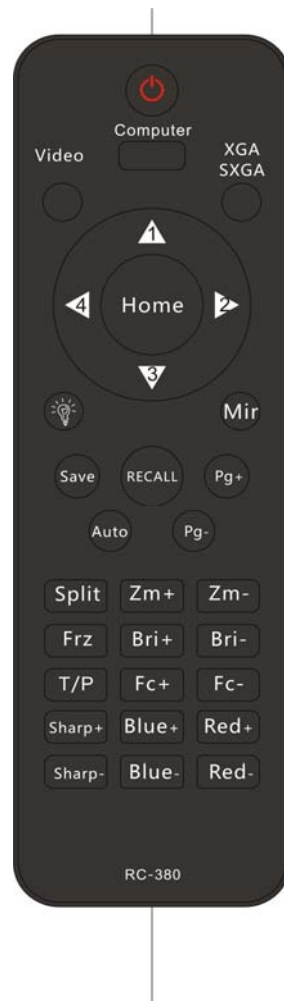 Computer
Video
XGA
SXGA
1
4 Home 2
3
Mir
Save RECALL Pg+
Auto Pg-
Split Zm+ Zm-
Frz Bri+ Bri-
T/P Fc+ Fc-
Sharp+ Blue+ Red+
Sharp- Blue- Red-
RC-380